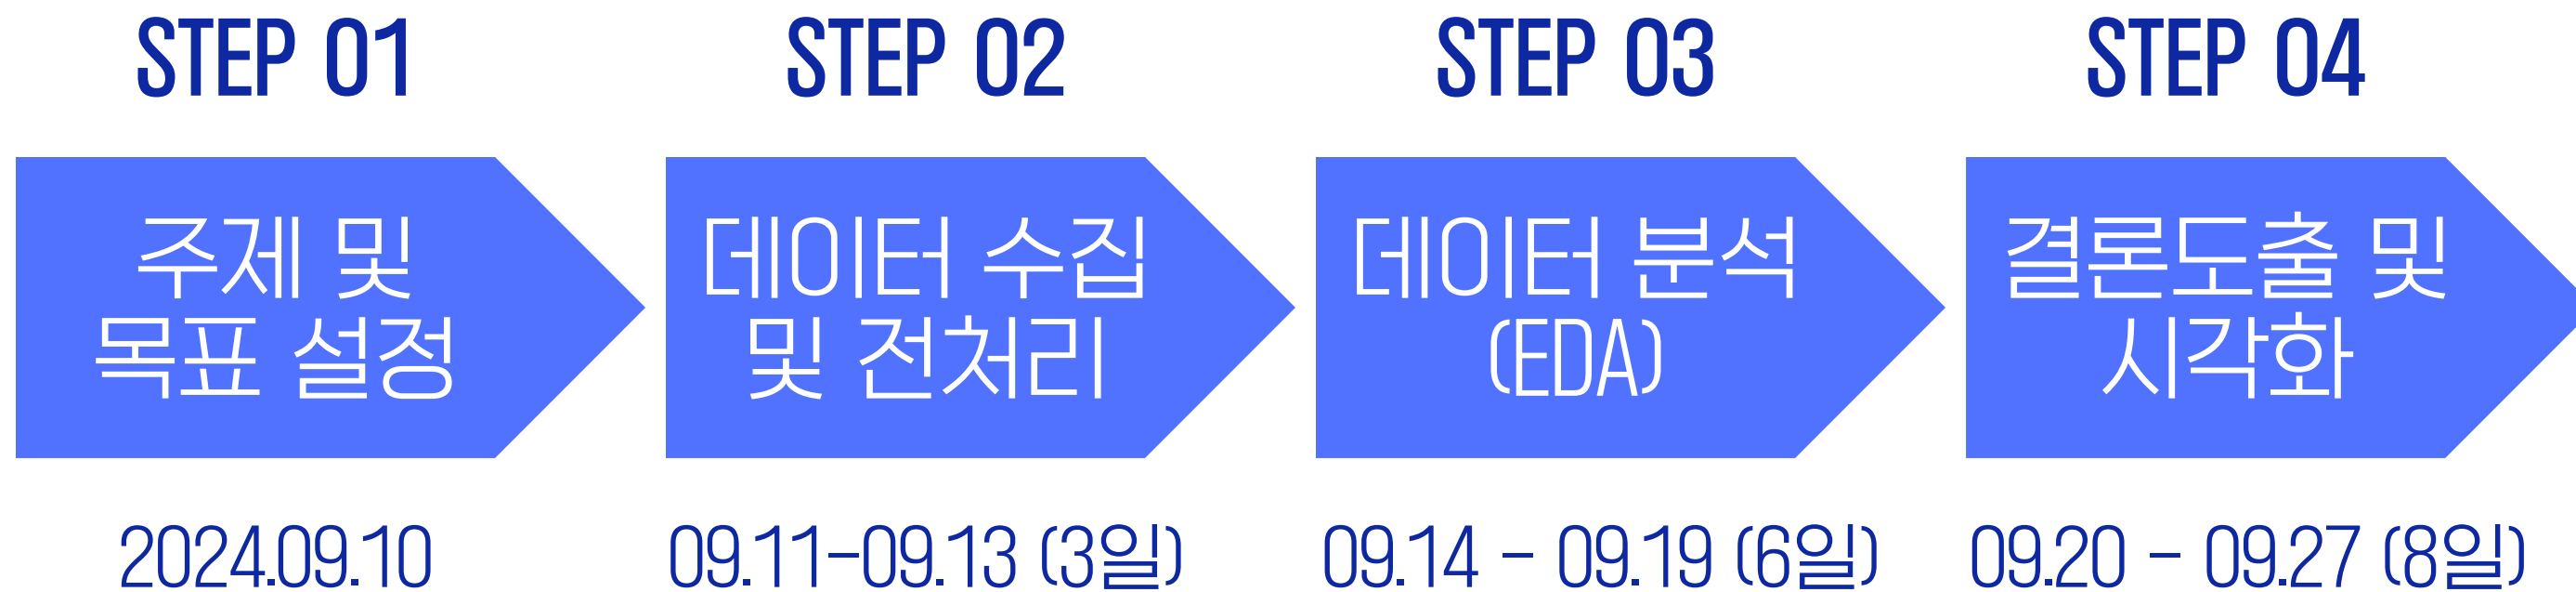 STEP 01
주제 및
목표 설정
2024.09.10
STEP 02
데이터 수집
및 전처리
09.11-09.13 (3일)
STEP 03
데이터 분석
(EDA)
09.14 - 09.19 (6일)
STEP 04
결론도출 및
시각화
09.20 - 09.27 (8일)